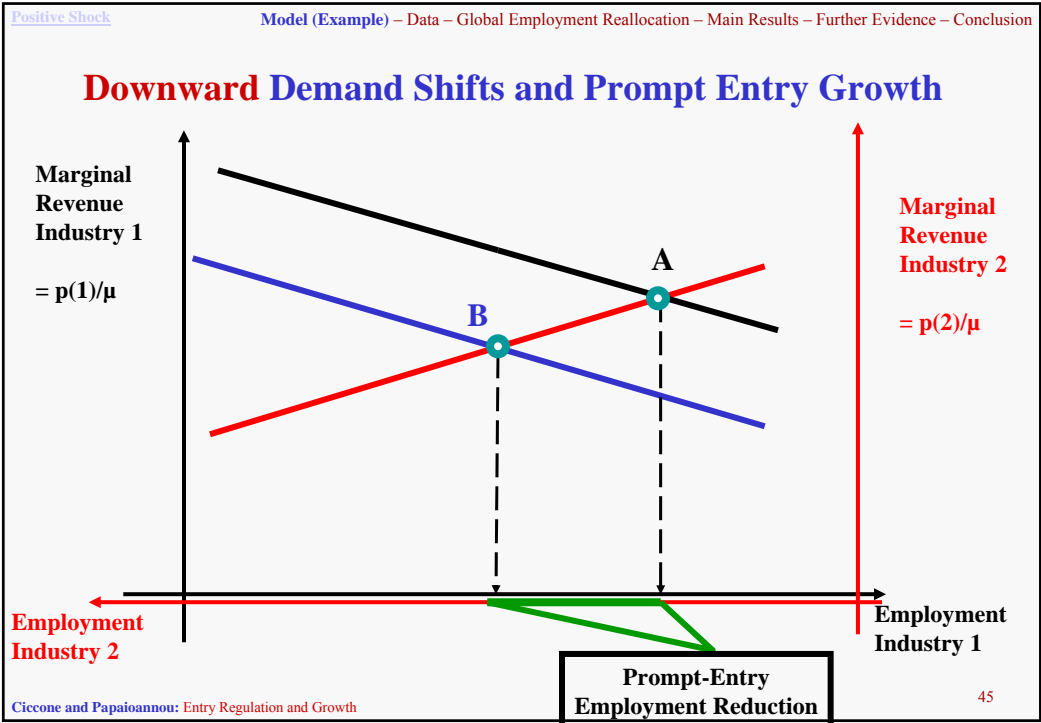 Positive Shock
Model (Example) – Data – Global Employment Reallocation – Main Results – Further Evidence – Conclusion
Downward Demand Shifts and Prompt Entry Growth
Marginal
Revenue
Industry 1
= p(1)/μ
Marginal
Revenue
Industry 2
= p(2)/μ
A
B
Employment
Industry 2
Employment
Industry 1
Prompt-Entry
Employment Reduction
Ciccone and Papaioannou: Entry Regulation and Growth
45